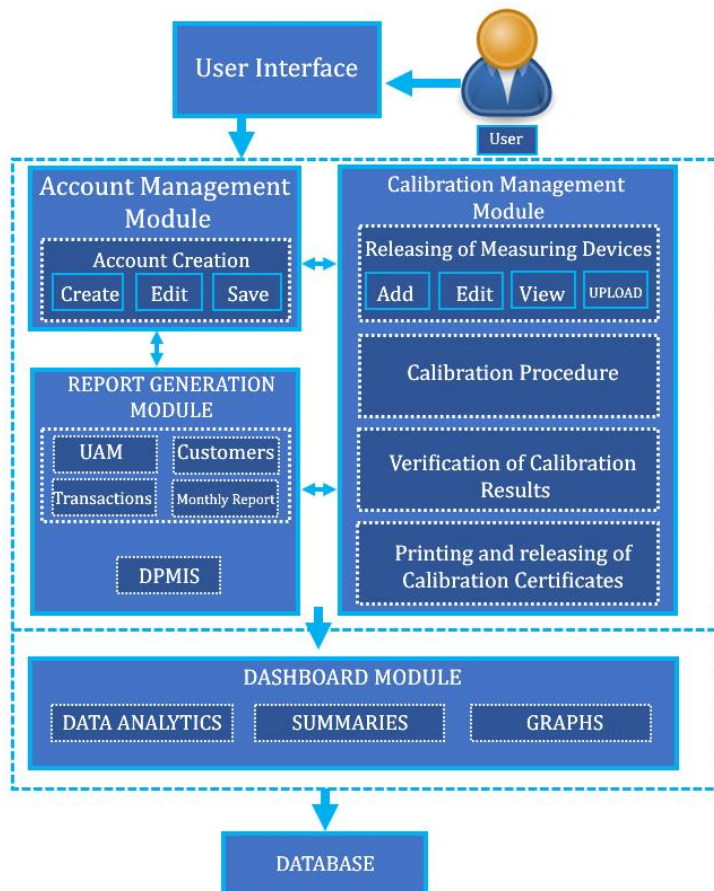 User Interface
User
Account Management
Module
Account Creation
Create
Edit
Save
Calibration Management
Module
Releasing of Measuring Devices
Add
Edit
View
UPLOAD
Calibration Procedure
Verification of Calibration
Results
Printing and releasing of
Calibration Certificates
REPORT GENERATION
MODULE
UAM
Customers
Transactions
Monthly Report
DPMIS
DASHBOARD MODULE
DATA ANALYTICS
SUMMARIES
GRAPHS
DATABASE